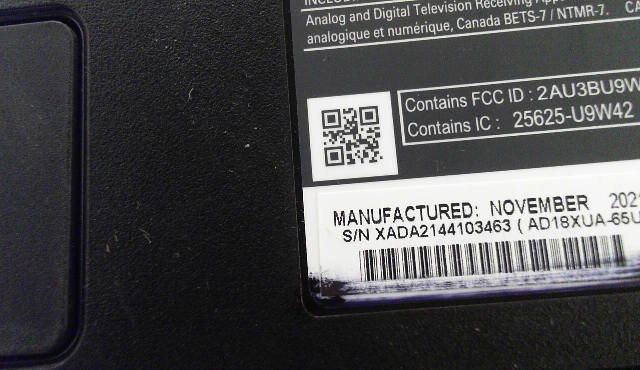 Analog and Digital Television Receiving
analogique et numérique, Canada BETS-7 / NTMR-7.
Contains FCC ID : 2AU3BU9W
Contains IC : 25625-U9W42
MANUFACTURED: NOVEMBER 202
S/N XADA2144103463 ( AD18XUA-65U